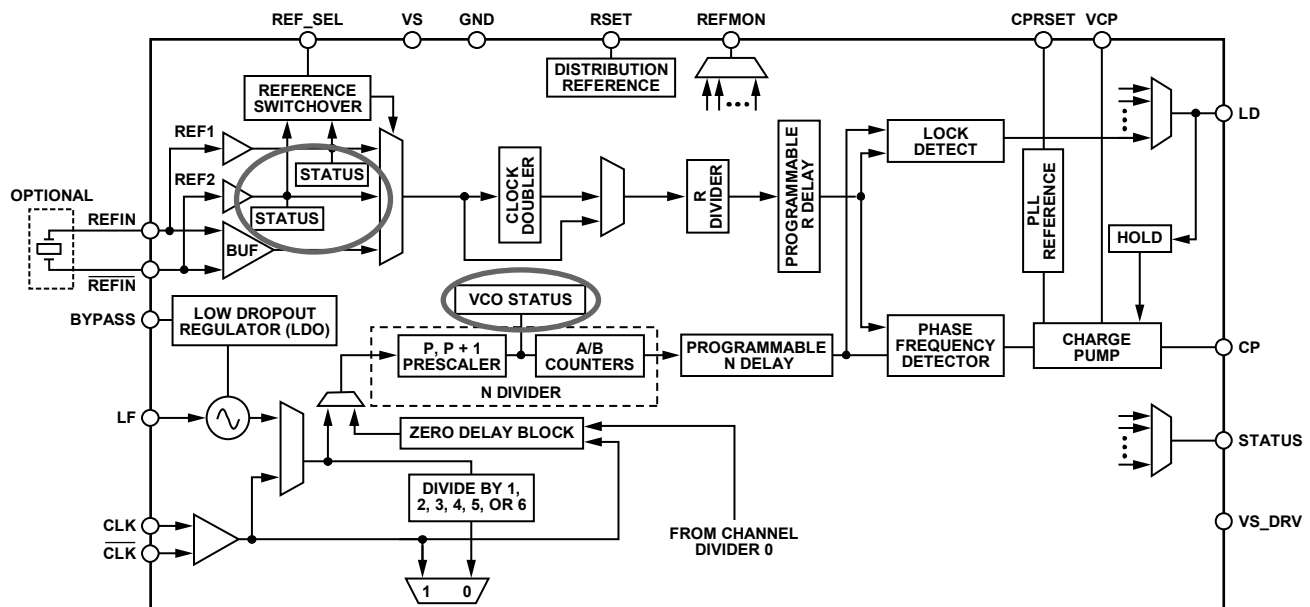 REF_SEL
VS
GND
RSET
REFMON
CPRSET
VCP
REFERENCE
SWITCHOVER
DISTRIBUTION
REFERENCE
REF1
REF2
STATUS
STATUS
OPTIONAL
REFIN
REFIN
BUF
CLOCK
DOUBLER
R
DIVIDER
PROGRAMMABLE
R DELAY
LOCK
DETECT
LD
PLL
REFERENCE
HOLD
BYPASS
LOW DROPOUT
REGULATOR (LDO)
VCO STATUS
P, P + 1
PRESCALER
A/B
COUNTERS
N DIVIDER
PROGRAMMABLE
N DELAY
PHASE
FREQUENCY
DETECTOR
CHARGE
PUMP
CP
LF
ZERO DELAY BLOCK
STATUS
DIVIDE BY 1,
2, 3, 4, 5, OR 6
CLK
CLK
FROM CHANNEL
DIVIDER 0
VS_DRV
1 0